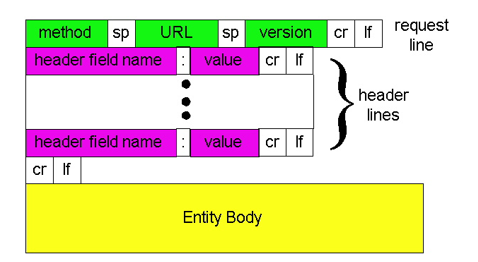 method sp URL sp version cr lf request line
header field name : value cr lf
header lines
header field name : value cr lf
cr lf
Entity Body